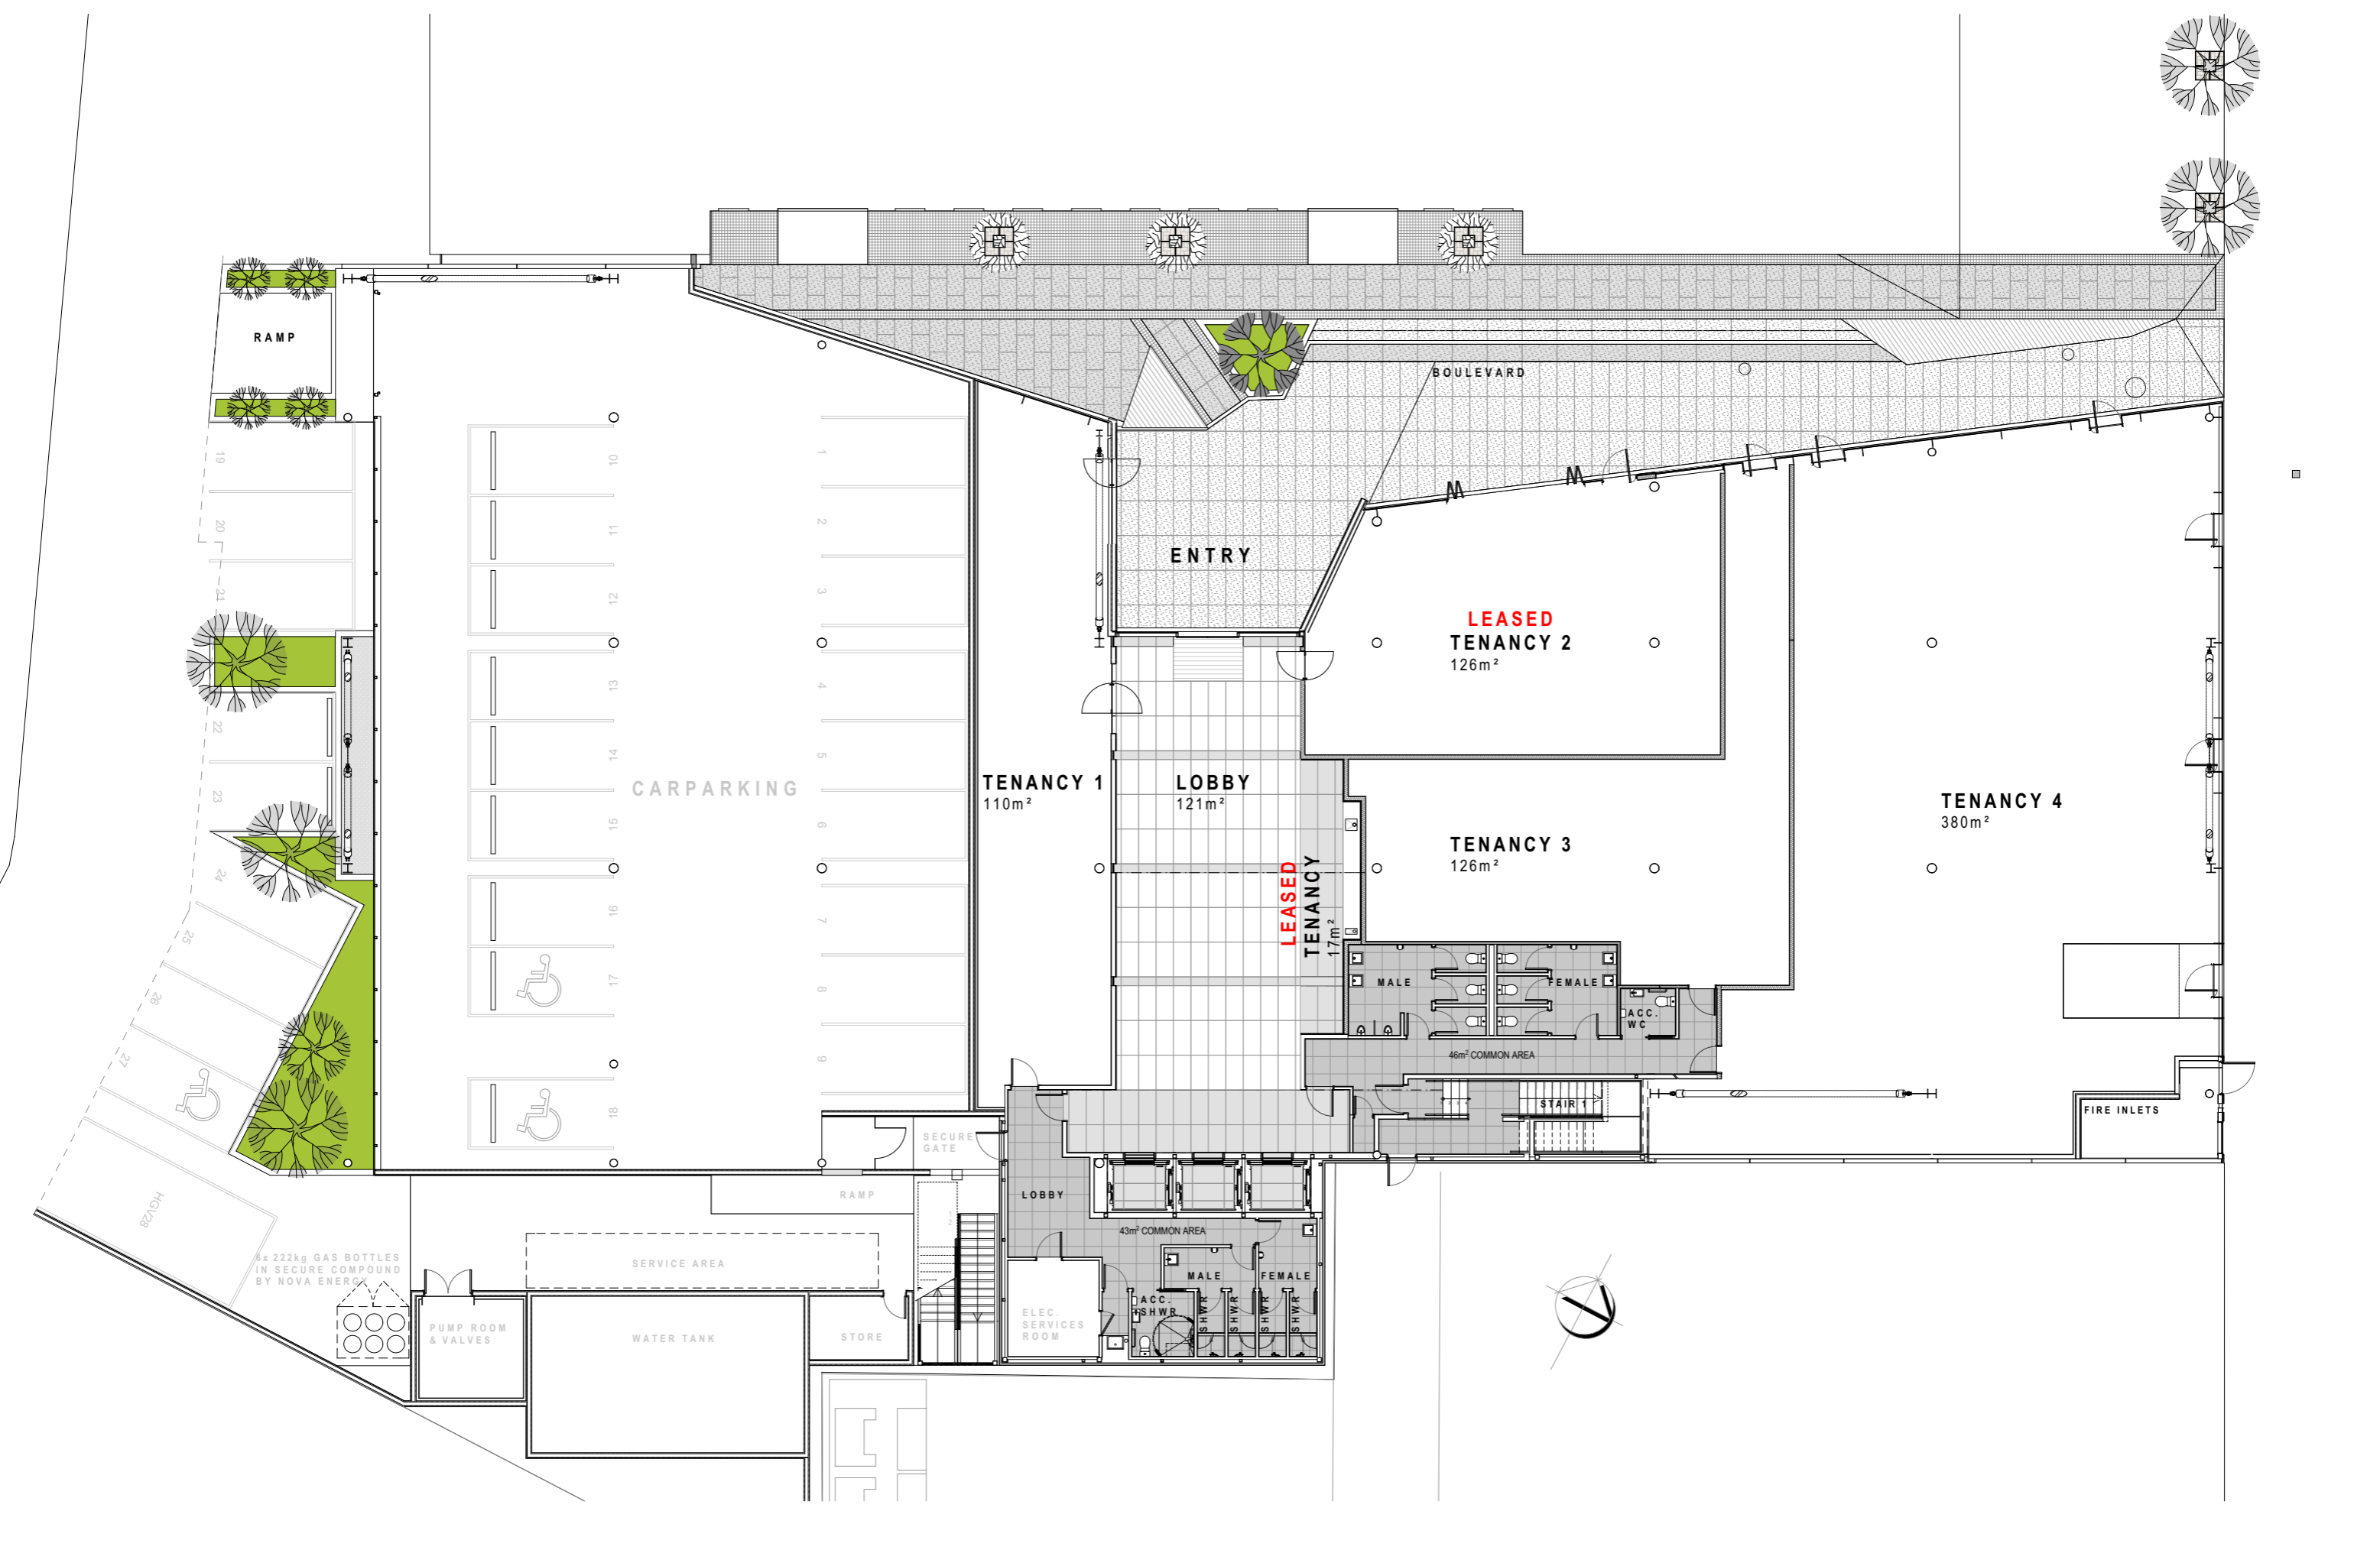 RAMP
BOULEVARD
19
20
21
10
11
12
1
2
3
ENTRY
LEASED
TENANCY 2
126m²
22
23
13
14
15
4
5
6
CARPARKING
TENANCY 1
110m²
LOBBY
121m²
TENANCY 4
380m²
TENANCY 3
126m²
LEASED
TENANCY
17m²
24
25
26
27
HGV28
16
17
18
7
8
9
MALE
FEMALE
ACC.
WC
46m² COMMON AREA
STAIR 1
FIRE INLETS
SECURE
GATE
LOBBY
RAMP
43m² COMMON AREA
6x 222kg GAS BOTTLES
IN SECURE COMPOUND
BY NOVA ENERGY
SERVICE AREA
MALE
FEMALE
ACC.
TSHWR
SHWR
SHWR
SHWR
SHWR
ELEC.
SERVICES
ROOM
PUMP ROOM
& VALVES
WATER TANK
STORE